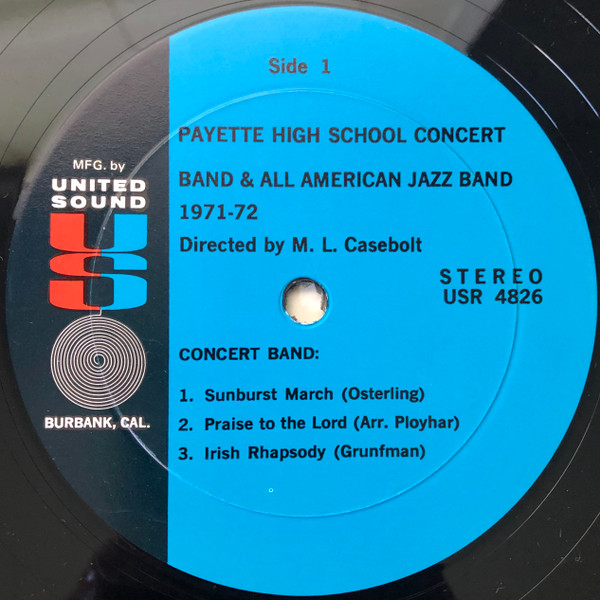 Side 1
PAYETTE HIGH SCHOOL CONCERT
BAND & ALL AMERICAN JAZZ BAND
1971-72
Directed by M. L. Casebolt
MFG. by
UNITED
SOUND
US
BURBANK, CAL.
STEREO
USR 4826
CONCERT BAND:
1. Sunburst March (Osterling)
2. Praise to the Lord (Arr. Ployhar)
3. Irish Rhapsody (Grunfman)